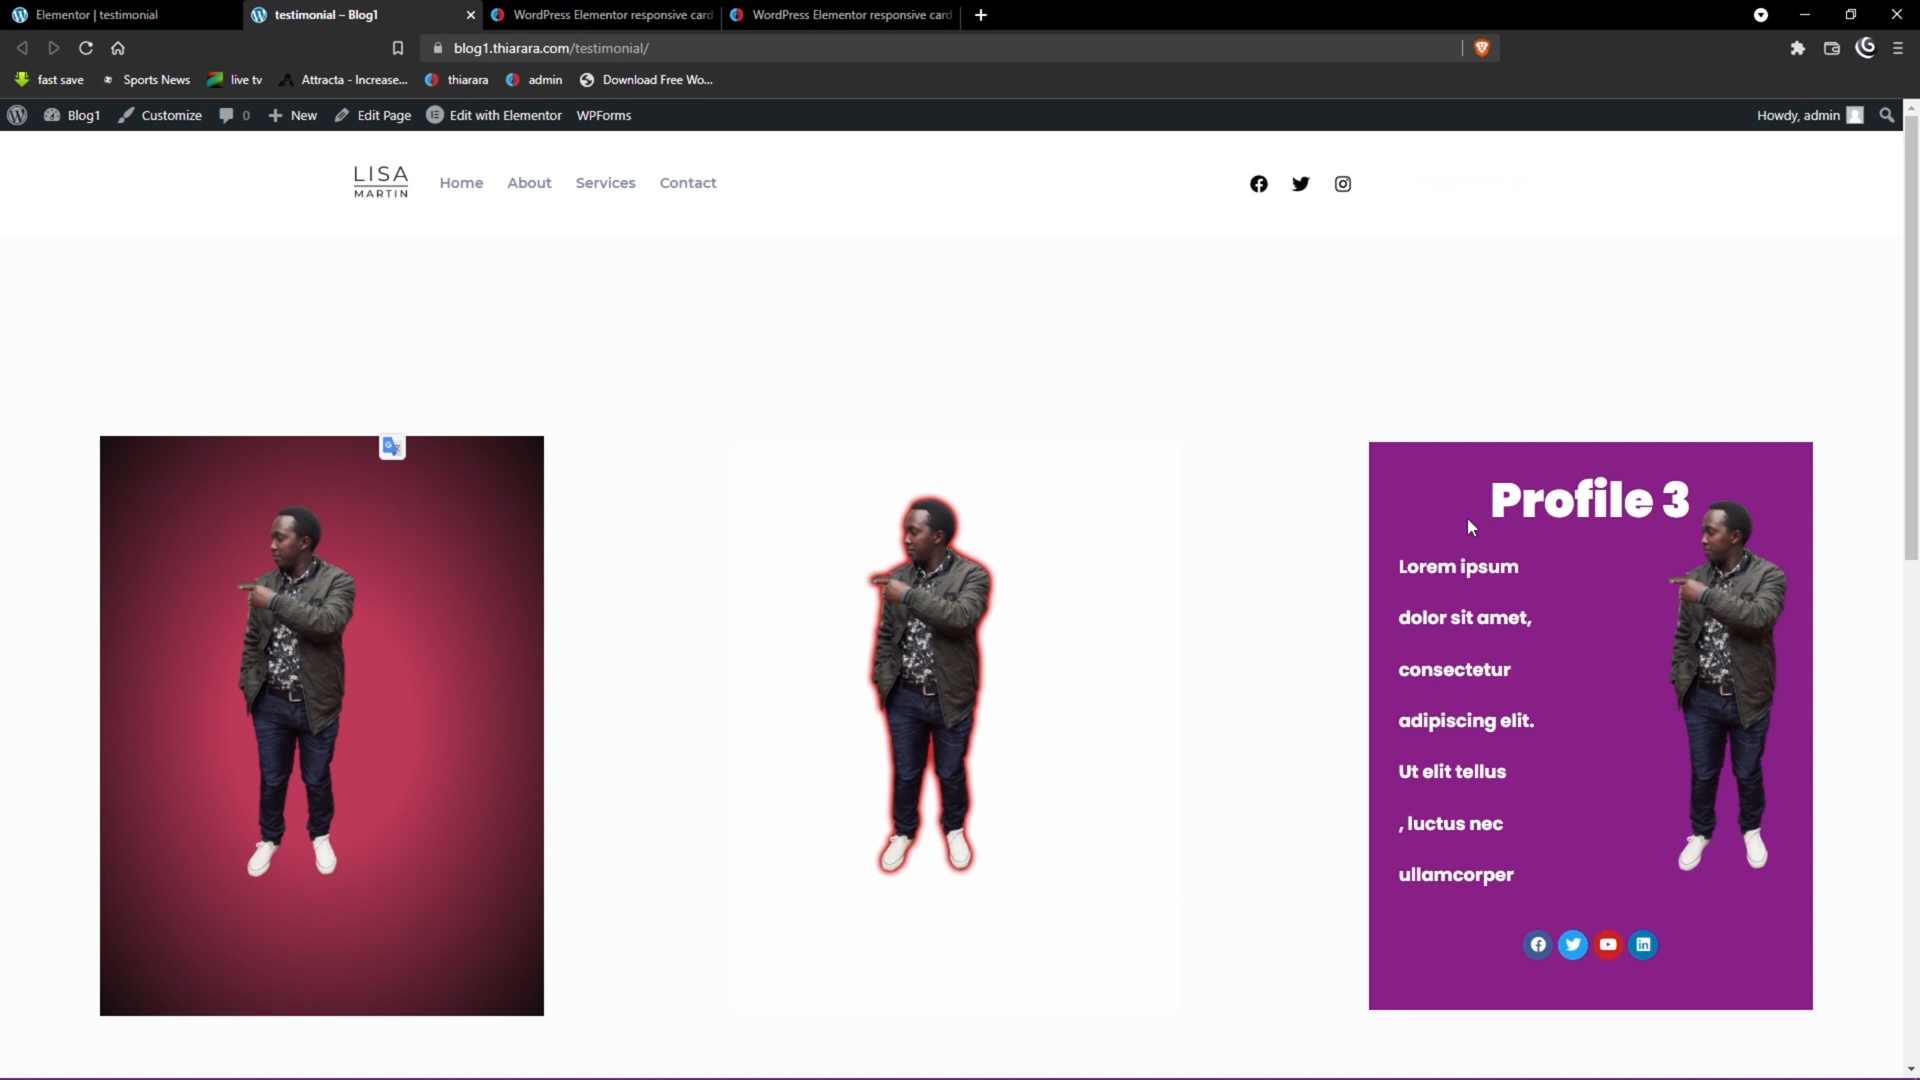 Elementor | testimonial
testimonial – Blog1
WordPress Elementor responsive card
WordPress Elementor responsive card
blog1.thiarara.com/testimonial/
fast save
Sports News
live tv
Attracta - Increase...
thiarara
admin
Download Free Wo...
Blog1
Customize
0
New
Edit Page
Edit with Elementor
WPForms
Howdy, admin
LISA
MARTIN
Home
About
Services
Contact
Profile 3
Lorem ipsum
dolor sit amet,
consectetur
adipiscing elit.
Ut elit tellus
, luctus nec
ullamcorper